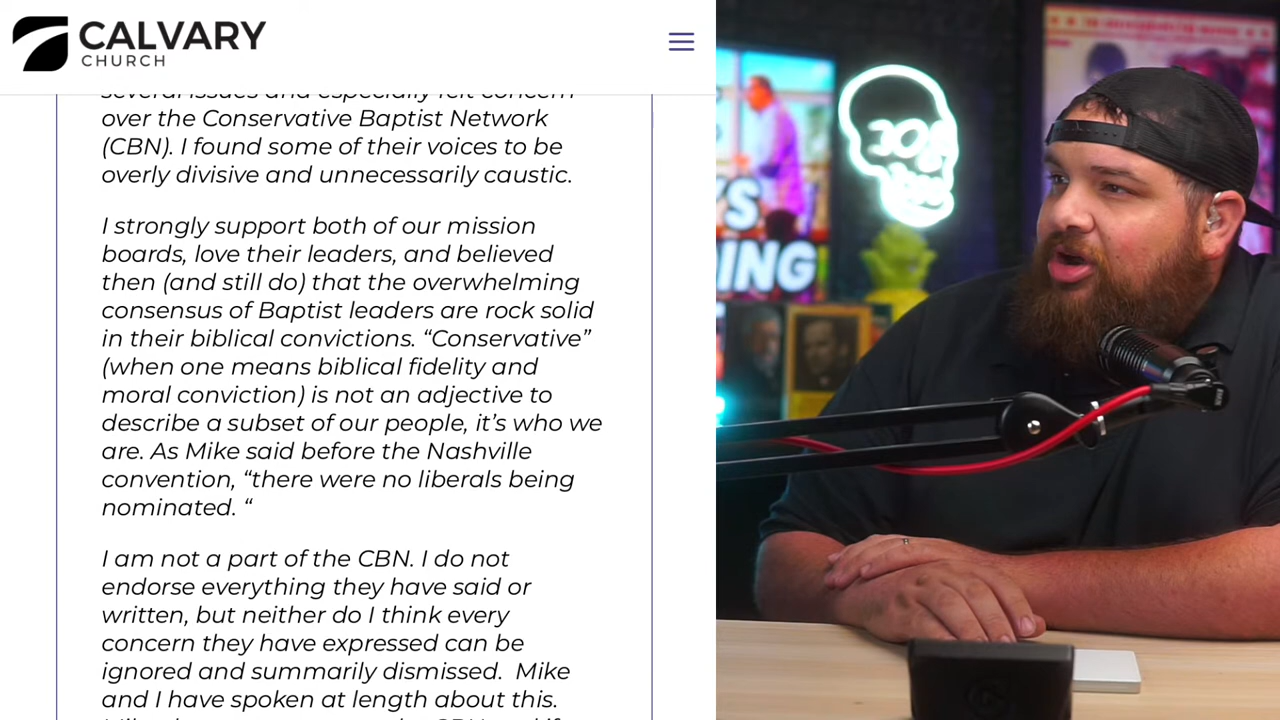 CALVARY
CHURCH
several issues and especially felt concern
over the Conservative Baptist Network
(CBN). I found some of their voices to be
overly divisive and unnecessarily caustic.
I strongly support both of our mission
boards, love their leaders, and believed
then (and still do) that the overwhelming
consensus of Baptist leaders are rock solid
in their biblical convictions. “Conservative”
(when one means biblical fidelity and
moral conviction) is not an adjective to
describe a subset of our people, it’s who we
are. As Mike said before the Nashville
convention, “there were no liberals being
nominated. “
I am not a part of the CBN. I do not
endorse everything they have said or
written, but neither do I think every
concern they have expressed can be
ignored and summarily dismissed.  Mike
and I have spoken at length about this.
ING